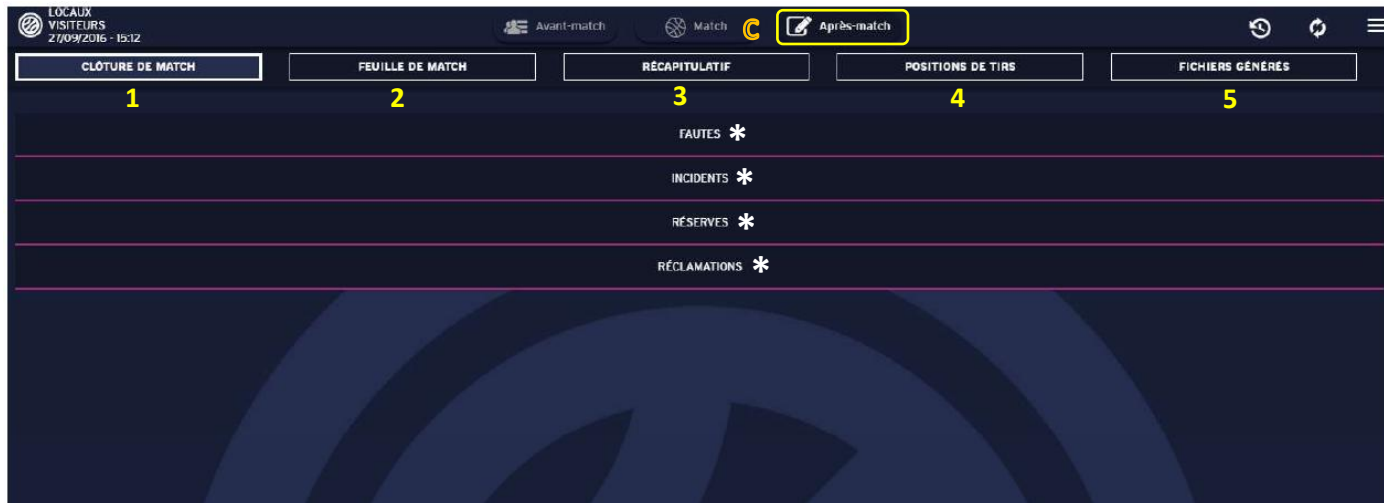 LOCAUX
VISITEURS
27/09/2016 - 15:12
Avant-match
Match
C
Après-match
CLÔTURE DE MATCH
FEUILLE DE MATCH
RÉCAPITULATIF
POSITIONS DE TIRS
FICHIERS GÉNÉRÉS
1
2
3
4
5
FAUTES *
INCIDENTS *
RÉSERVES *
RÉCLAMATIONS *